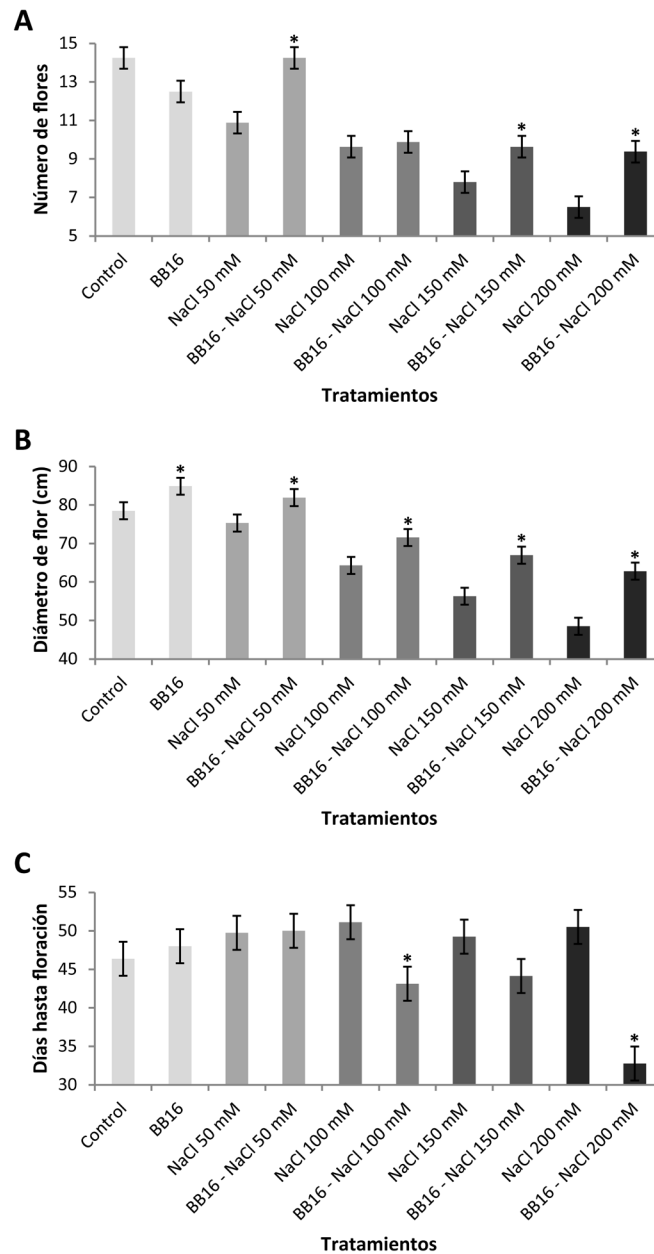 A
Número de flores
15
13
11
9
7
5
*
*
*
Control
BB16
NaCl 50 mM
BB16 - NaCl 50 mM
NaCl 100 mM
BB16 - NaCl 100 mM
NaCl 150 mM
BB16 - NaCl 150 mM
NaCl 200 mM
BB16 - NaCl 200 mM
Tratamientos
B
Diámetro de flor (cm)
90
80
70
60
50
40
*
*
*
*
*
Control
BB16
NaCl 50 mM
BB16 - NaCl 50 mM
NaCl 100 mM
BB16 - NaCl 100 mM
NaCl 150 mM
BB16 - NaCl 150 mM
NaCl 200 mM
BB16 - NaCl 200 mM
Tratamientos
C
Días hasta floración
55
50
45
40
35
30
*
*
Control
BB16
NaCl 50 mM
BB16 - NaCl 50 mM
NaCl 100 mM
BB16 - NaCl 100 mM
NaCl 150 mM
BB16 - NaCl 150 mM
NaCl 200 mM
BB16 - NaCl 200 mM
Tratamientos